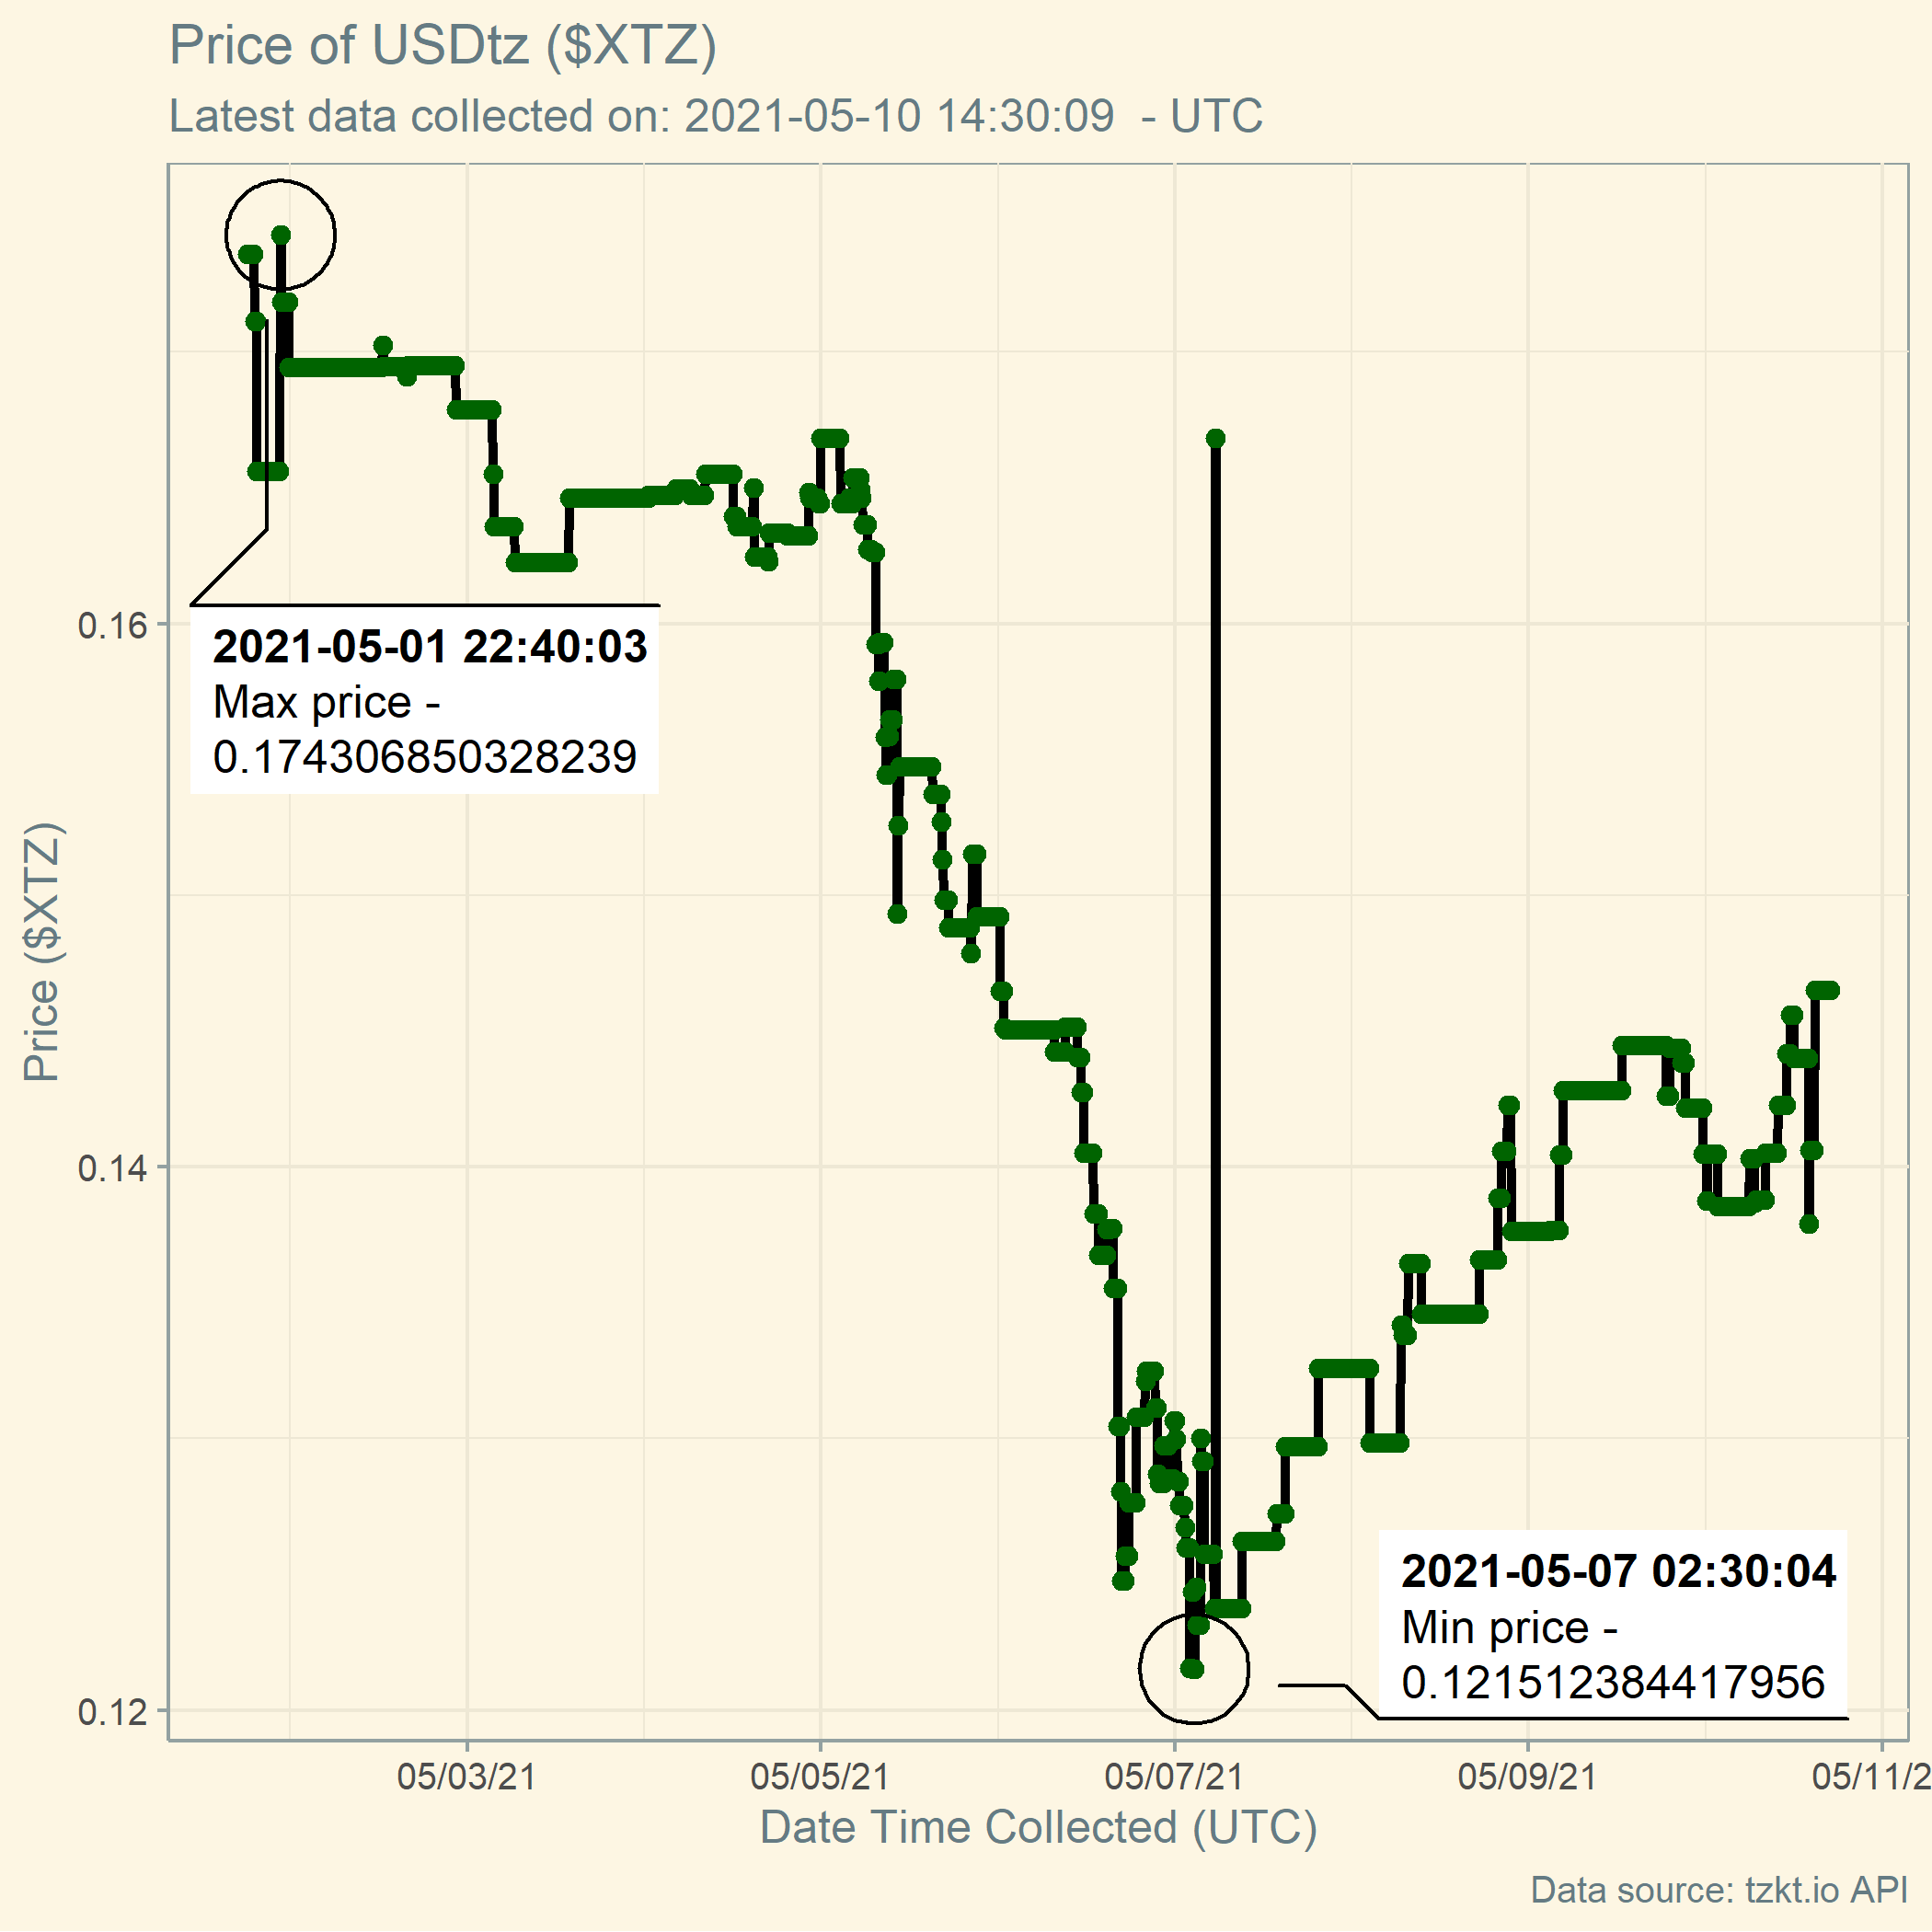 Price of USDtz ($XTZ)
Latest data collected on: 2021-05-10 14:30:09  - UTC
Price ($XTZ)
0.16
0.14
0.12
2021-05-01 22:40:03
Max price -
0.174306850328239
2021-05-07 02:30:04
Min price -
0.121512384417956
05/03/21
05/05/21
05/07/21
05/09/21
05/11/2
Date Time Collected (UTC)
Data source: tzkt.io API